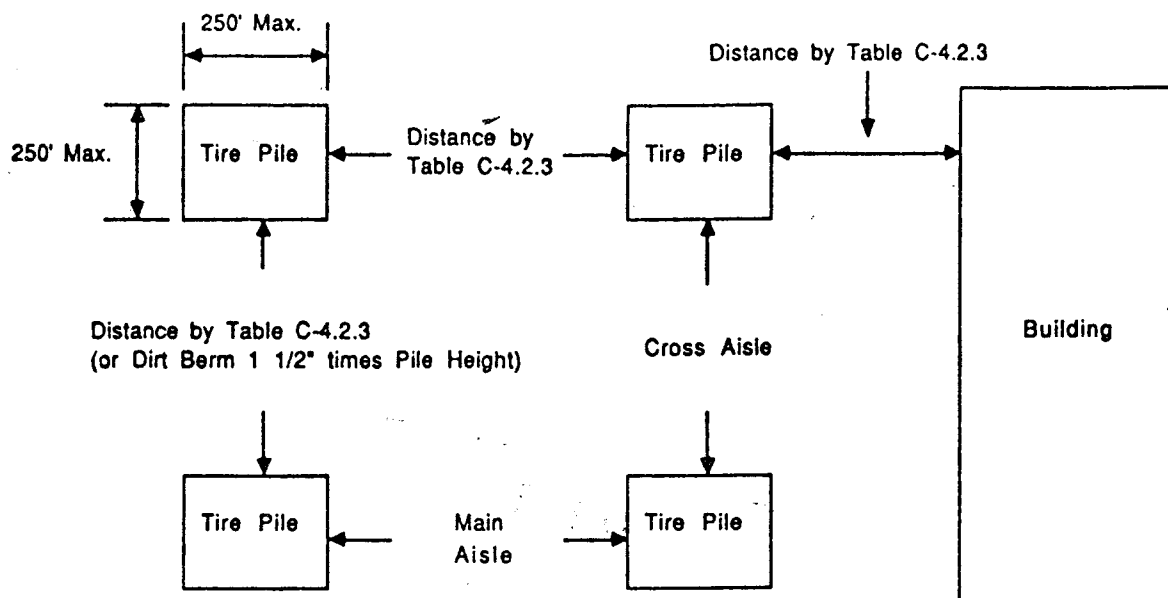 250' Max.
Distance by Table C-4.2.3
250' Max.
Tire Pile
Distance by
Table C-4.2.3
Tire Pile
Distance by Table C-4.2.3
(or Dirt Berm 1 1/2" times Pile Height)
Cross Aisle
Building
Tire Pile
Main
Aisle
Tire Pile